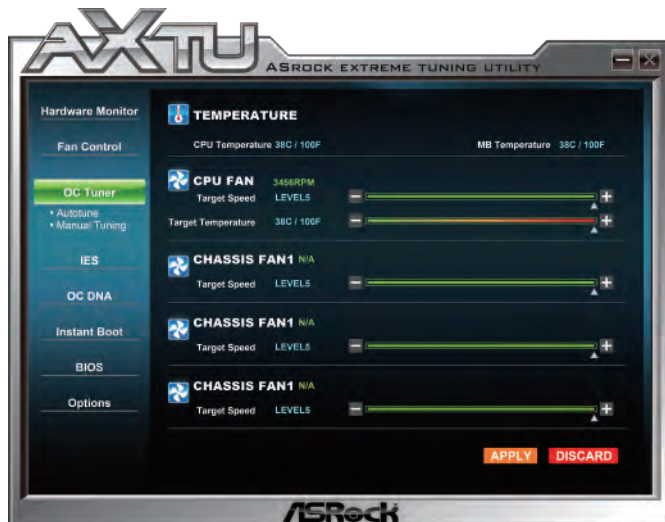 AXTU
ASROCK EXTREME TUNING UTILITY
Hardware Monitor
Fan Control
OC Tuner
• Autotune
• Manual Tuning
IES
OC DNA
Instant Boot
BIOS
Options
TEMPERATURE
CPU Temperature 38C / 100F
MB Temperature 38C / 100F
CPU FAN 3456RPM
Target Speed LEVEL5
Target Temperature 38C / 100F
CHASSIS FAN1 N/A
Target Speed LEVEL5
CHASSIS FAN1 N/A
Target Speed LEVEL5
CHASSIS FAN1 N/A
Target Speed LEVEL5
APPLY DISCARD
ASRock